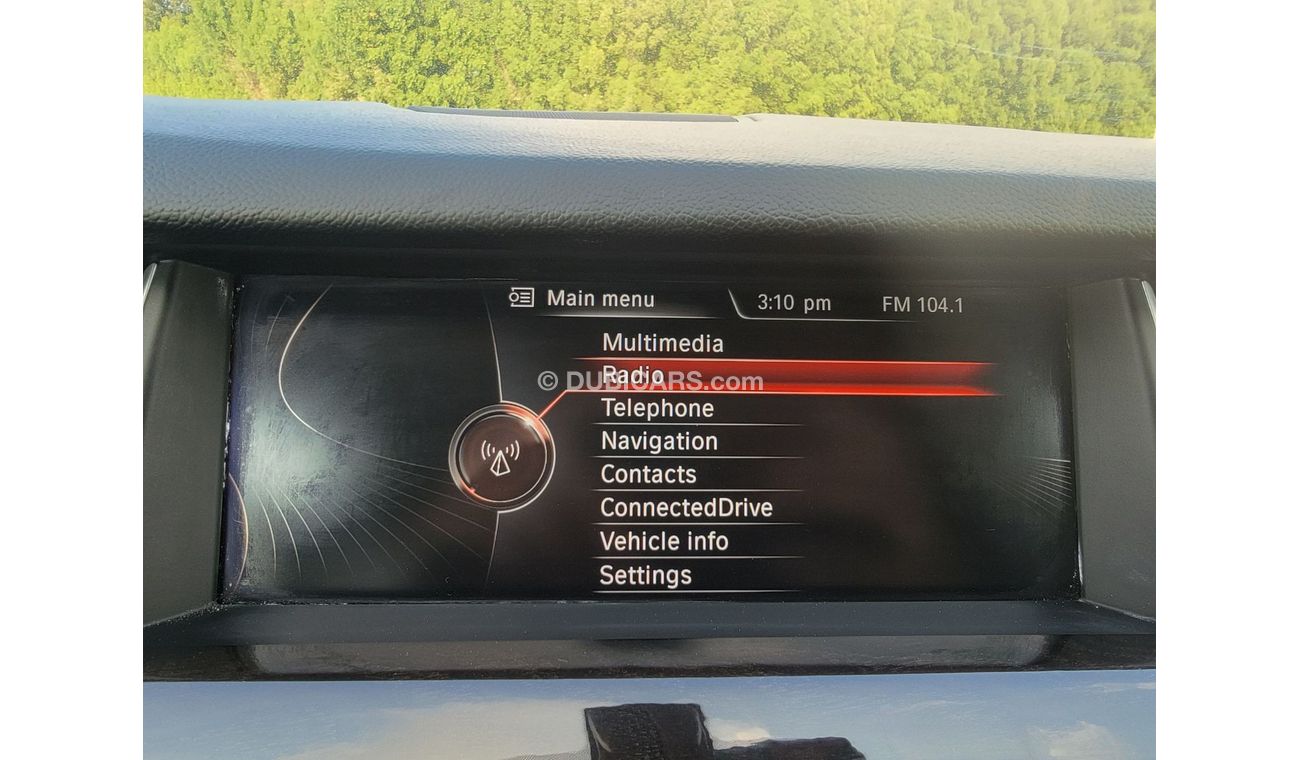 Main menu 3:10 pm FM 104.1
Multimedia
Radio
© DUBICARS.com
Telephone
Navigation
Contacts
ConnectedDrive
Vehicle info
Settings